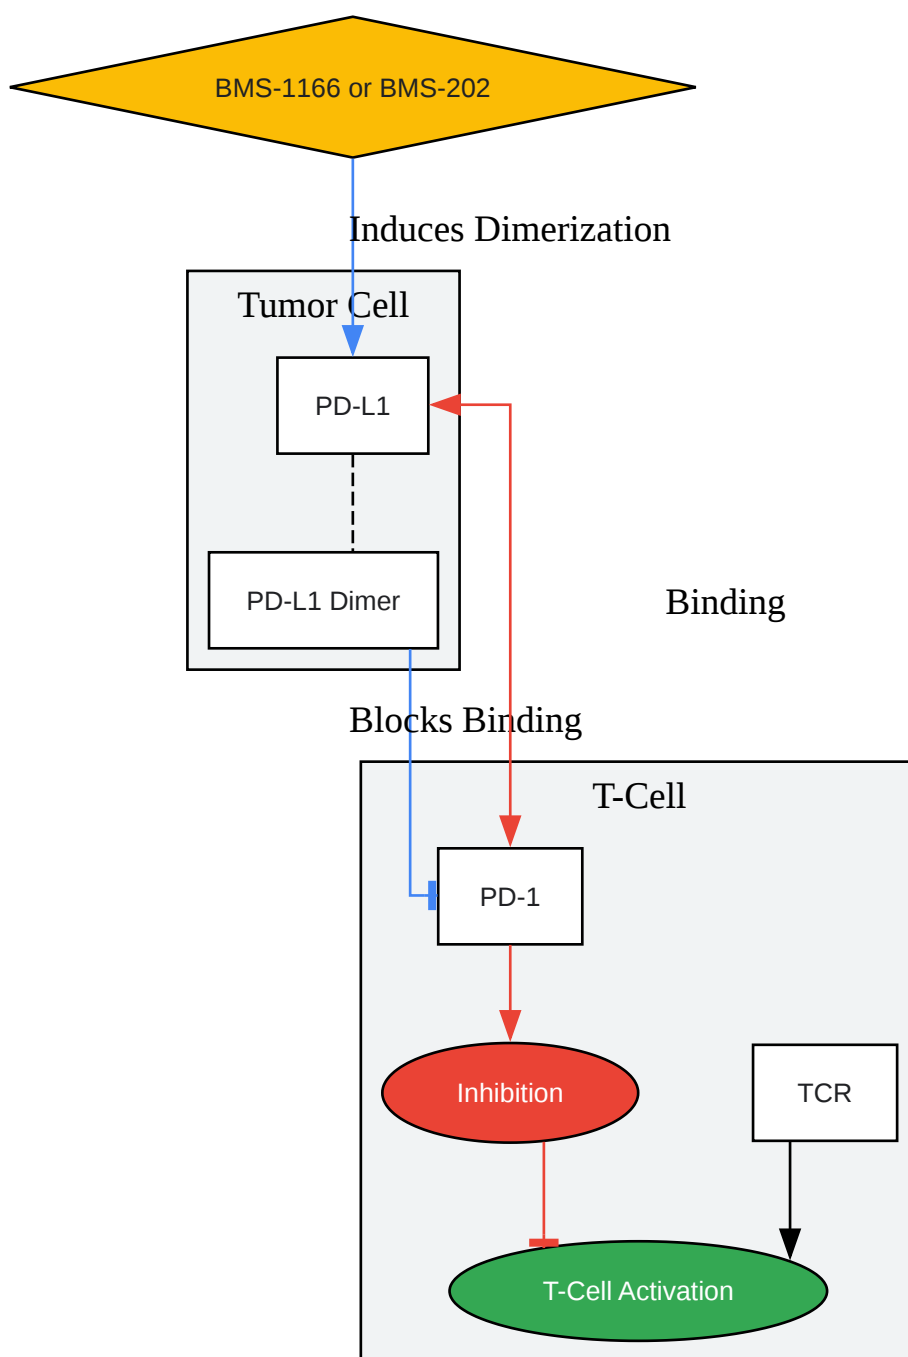 BMS-1166 or BMS-202
Induces Dimerization
Tumor Cell
PD-L1
PD-L1 Dimer
Binding
Blocks Binding
T-Cell
PD-1
Inhibition
TCR
T-Cell Activation